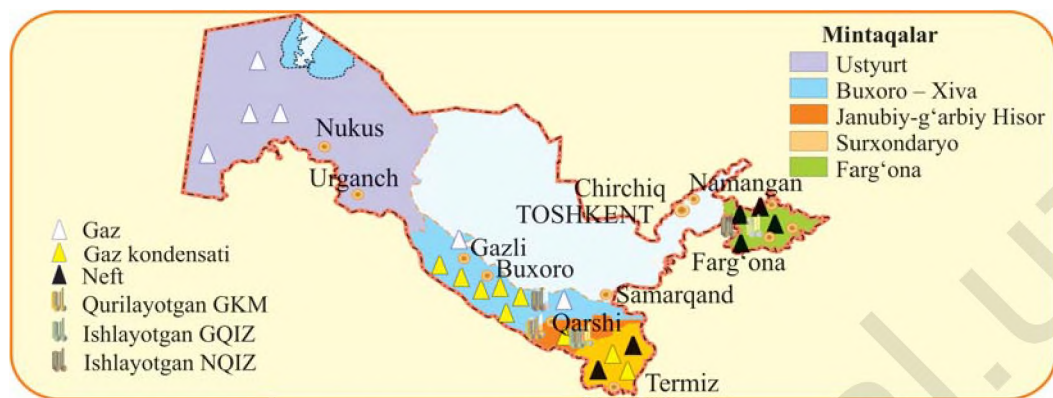 Mintaqalar
Ustyurt
Buxoro – Xiva
Janubiy-g‘arbiy Hisor
Surxondaryo
Farg‘ona
Nukus
Urganch
Chirchiq
Namangan
TOSHKENT
Farg‘ona
Gazli
Buxoro
Samarqand
Qarshi
Termiz
Gaz
Gaz kondensati
Neft
Qurilayotgan GKM
Ishlayotgan GQIZ
Ishlayotgan NQIZ